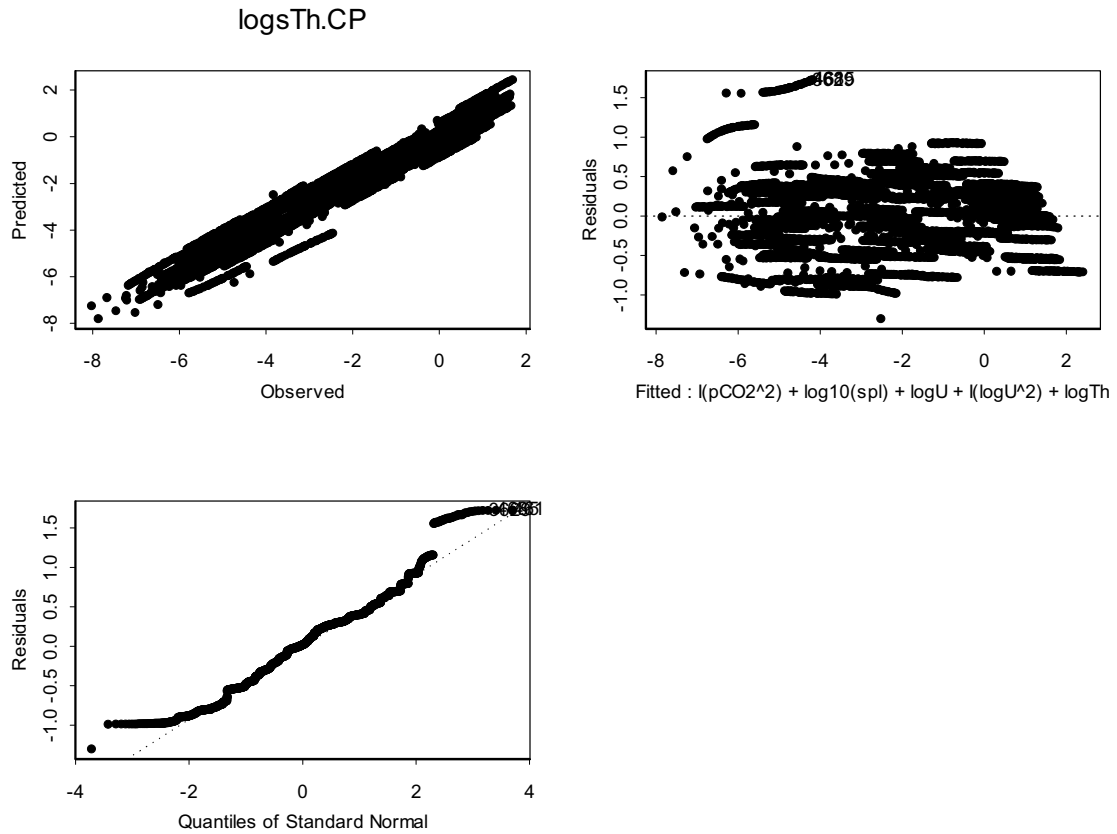 logsTh.CP
Predicted
2
0
-2
-4
-6
-8
-8 -6 -4 -2 0 2
Observed
Residuals
1.5
1.0
0.5
0.0
-0.5
-1.0
-8 -6 -4 -2 0 2
Fitted : I(pCO2^2) + log10(spl) + logU + I(logU^2) + logTh
Residuals
1.5
1.0
0.5
0.0
-0.5
-1.0
-4 -2 0 2 4
Quantiles of Standard Normal